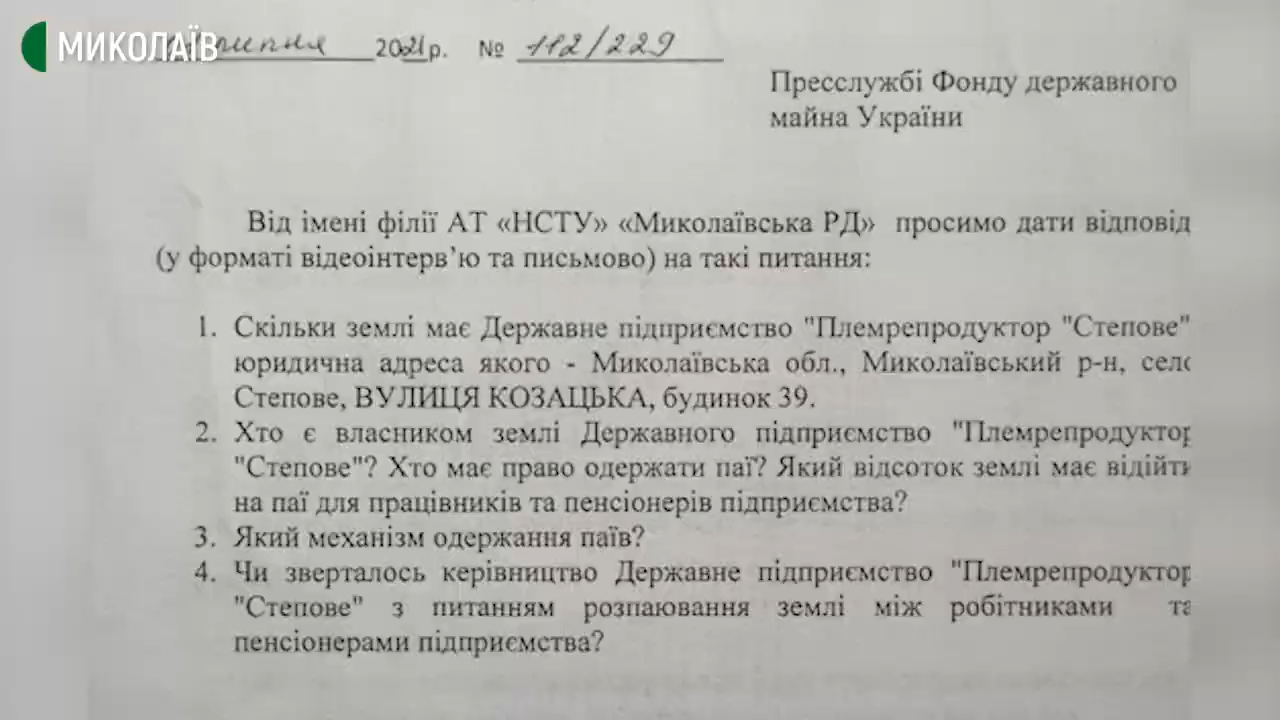 МИКОЛАЇВ
липня 2021р. № 112/229
Пресслужбі Фонду державного
майна України
Від імені філії АТ «НСТУ» «Миколаївська РД» просимо дати відповід
(у форматі відеоінтерв’ю та письмово) на такі питання:
1. Скільки землі має Державне підприємство "Племрепродуктор "Степове"
юридична адреса якого - Миколаївська обл., Миколаївський р-н, село
Степове, ВУЛИЦЯ КОЗАЦЬКА, будинок 39.
2. Хто є власником землі Державного підприємство "Племрепродуктор
"Степове"? Хто має право одержати паї? Який відсоток землі має відійти
на паї для працівників та пенсіонерів підприємства?
3. Який механізм одержання паїв?
4. Чи зверталось керівництво Державне підприємство "Племрепродуктор
"Степове" з питанням розпаювання землі між робітниками та
пенсіонерами підприємства?